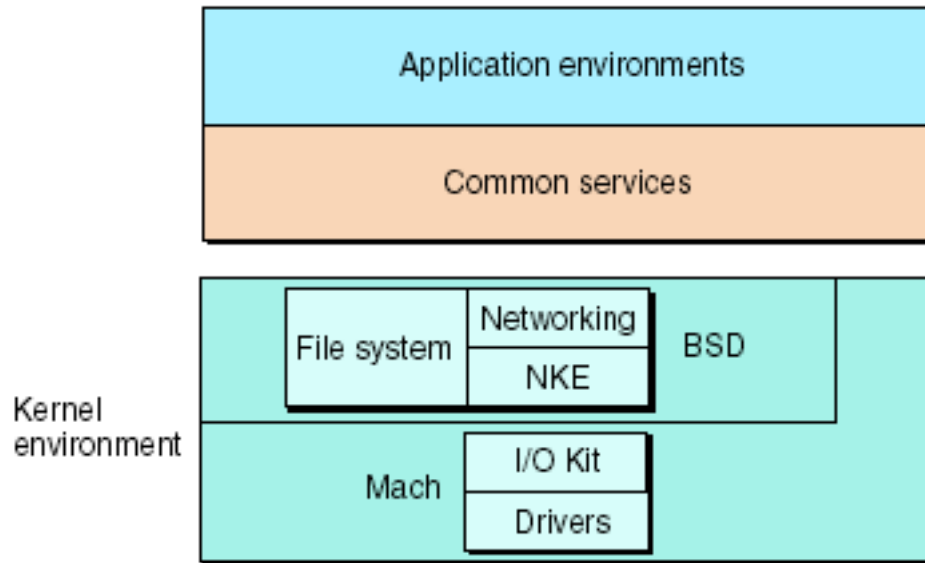 Application environments
Common services
File system
Networking
NKE
BSD
Kernel
environment
Mach
I/O Kit
Drivers